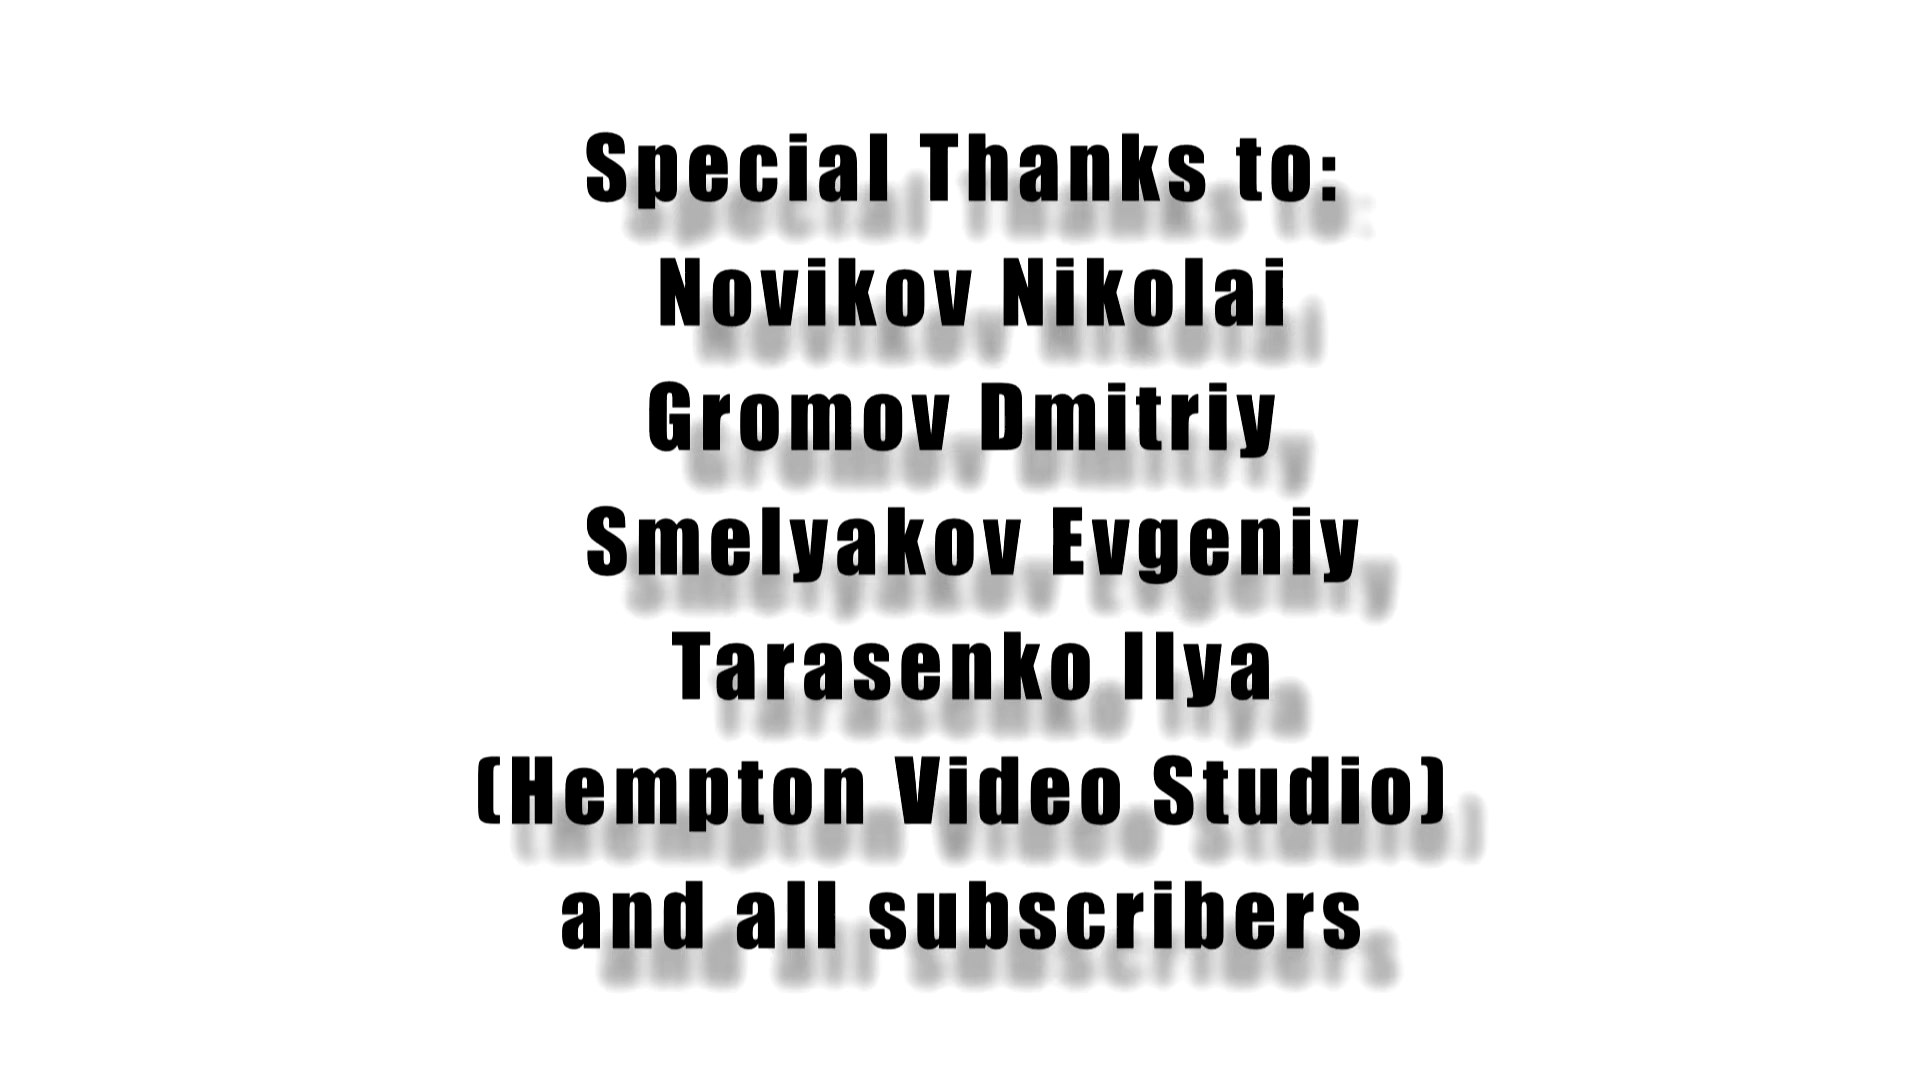 Special Thanks to:
Novikov Nikolai
Gromov Dmitriy
Smelyakov Evgeniy
Tarasenko Ilya
(Hempton Video Studio)
and all subscribers